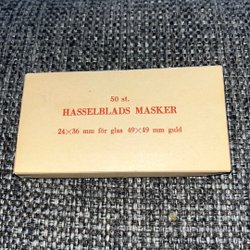 50 st.
HASSELBLADS MASKER
24×36 mm för glas 49×49 mm guld